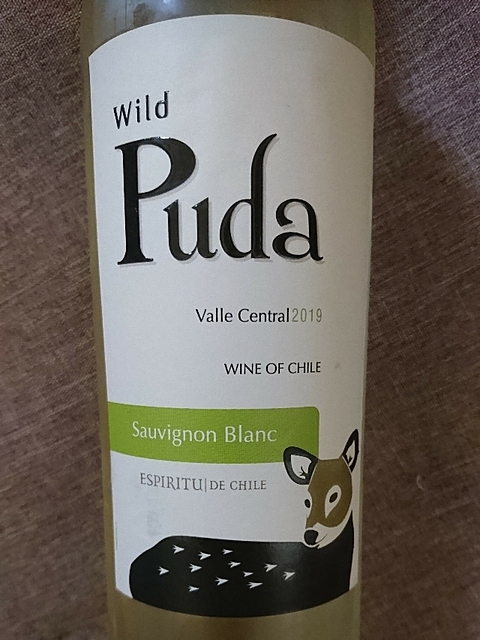 Wild
Puda
Valle Central 2019
WINE OF CHILE
Sauvignon Blanc
ESPIRITU|DE CHILE